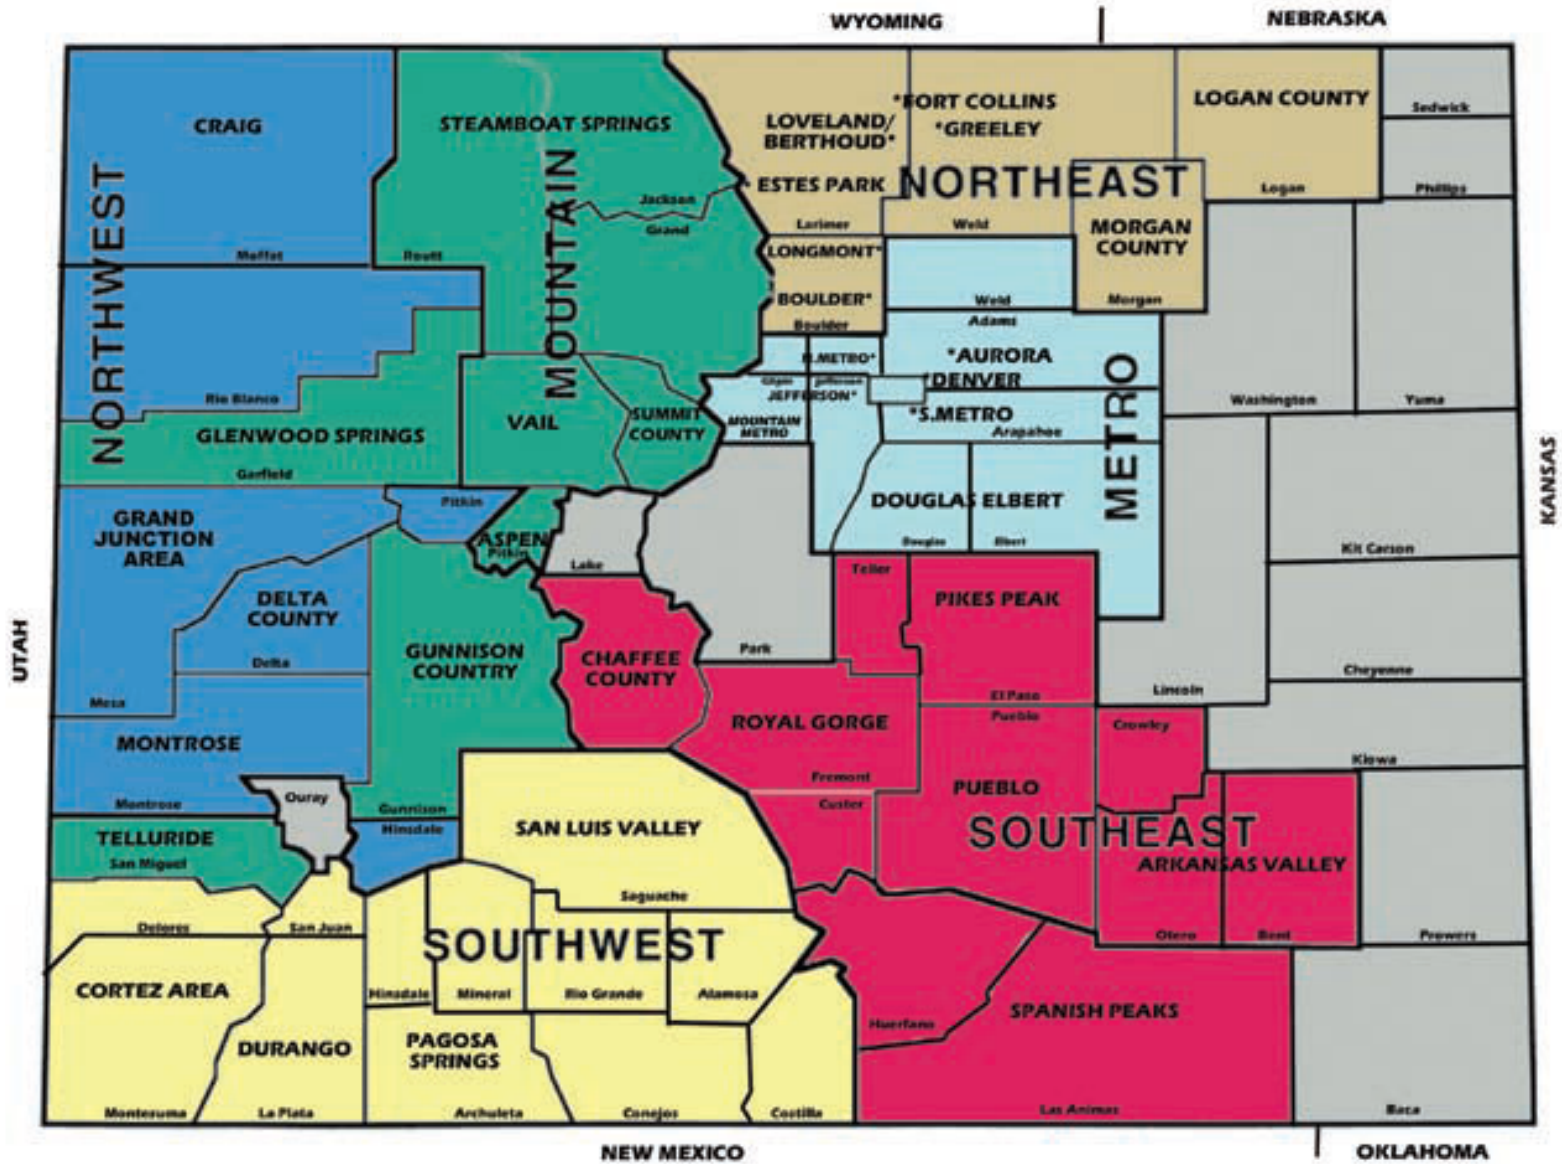 WYOMING
NEBRASKA
CRAIG
STEAMBOAT SPRINGS
LOVELAND/
BERTHOUD*
*FORT COLLINS
*GREELEY
LOGAN COUNTY
Sedwick
NORTHWEST
MOUNTAIN
ESTES PARK
NORTHEAST
Logan
Phillips
Jackson
Grand
Larimer
Weld
MORGAN
COUNTY
Moffat
Routt
LONGMONT*
BOULDER*
Boulder
Weld
Morgan
Adams
N.METRO*
*AURORA
*DENVER
METRO
Gilpin
Jefferson
JEFFERSON*
Rio Blanco
Washington
Yuma
GLENWOOD SPRINGS
VAIL
SUMMIT
COUNTY
MOUNTAIN
METRO
*S.METRO
Arapahoe
Garfield
KANSAS
GRAND
JUNCTION
AREA
Pitkin
ASPEN
Pitkin
DOUGLAS
ELBERT
Douglas
Elbert
Kit Carson
Lake
Teller
DELTA
COUNTY
PIKES PEAK
UTAH
GUNNISON
COUNTRY
CHAFFEE
COUNTY
Park
Delta
Cheyenne
Mesa
El Paso
Lincoln
MONTROSE
ROYAL GORGE
Pueblo
Crowley
Kiowa
Fremont
Montrose
Ouray
Gunnison
Custer
PUEBLO
TELLURIDE
San Miguel
Hinsdale
SAN LUIS VALLEY
SOUTHEAST
ARKANSAS VALLEY
Saguache
Dolores
San Juan
SOUTHWEST
Otero
Bent
Prowers
CORTEZ AREA
Hinsdale
Mineral
Rio Grande
Alamosa
SPANISH PEAKS
Huerfano
DURANGO
PAGOSA
SPRINGS
Montezuma
La Plata
Archuleta
Conejos
Costilla
Las Animas
Baca
NEW MEXICO
OKLAHOMA